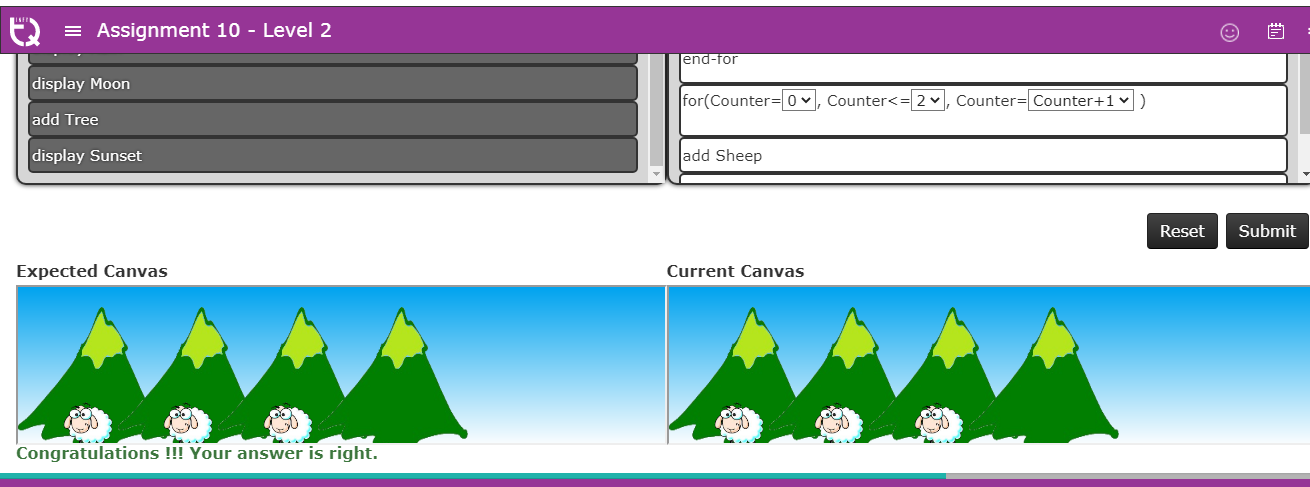 Assignment 10 - Level 2
display Moon
add Tree
display Sunset
end-for
for(Counter= 0, Counter<= 2, Counter= Counter+1 )
add Sheep
Reset Submit
Expected Canvas
Current Canvas
Congratulations !!! Your answer is right.